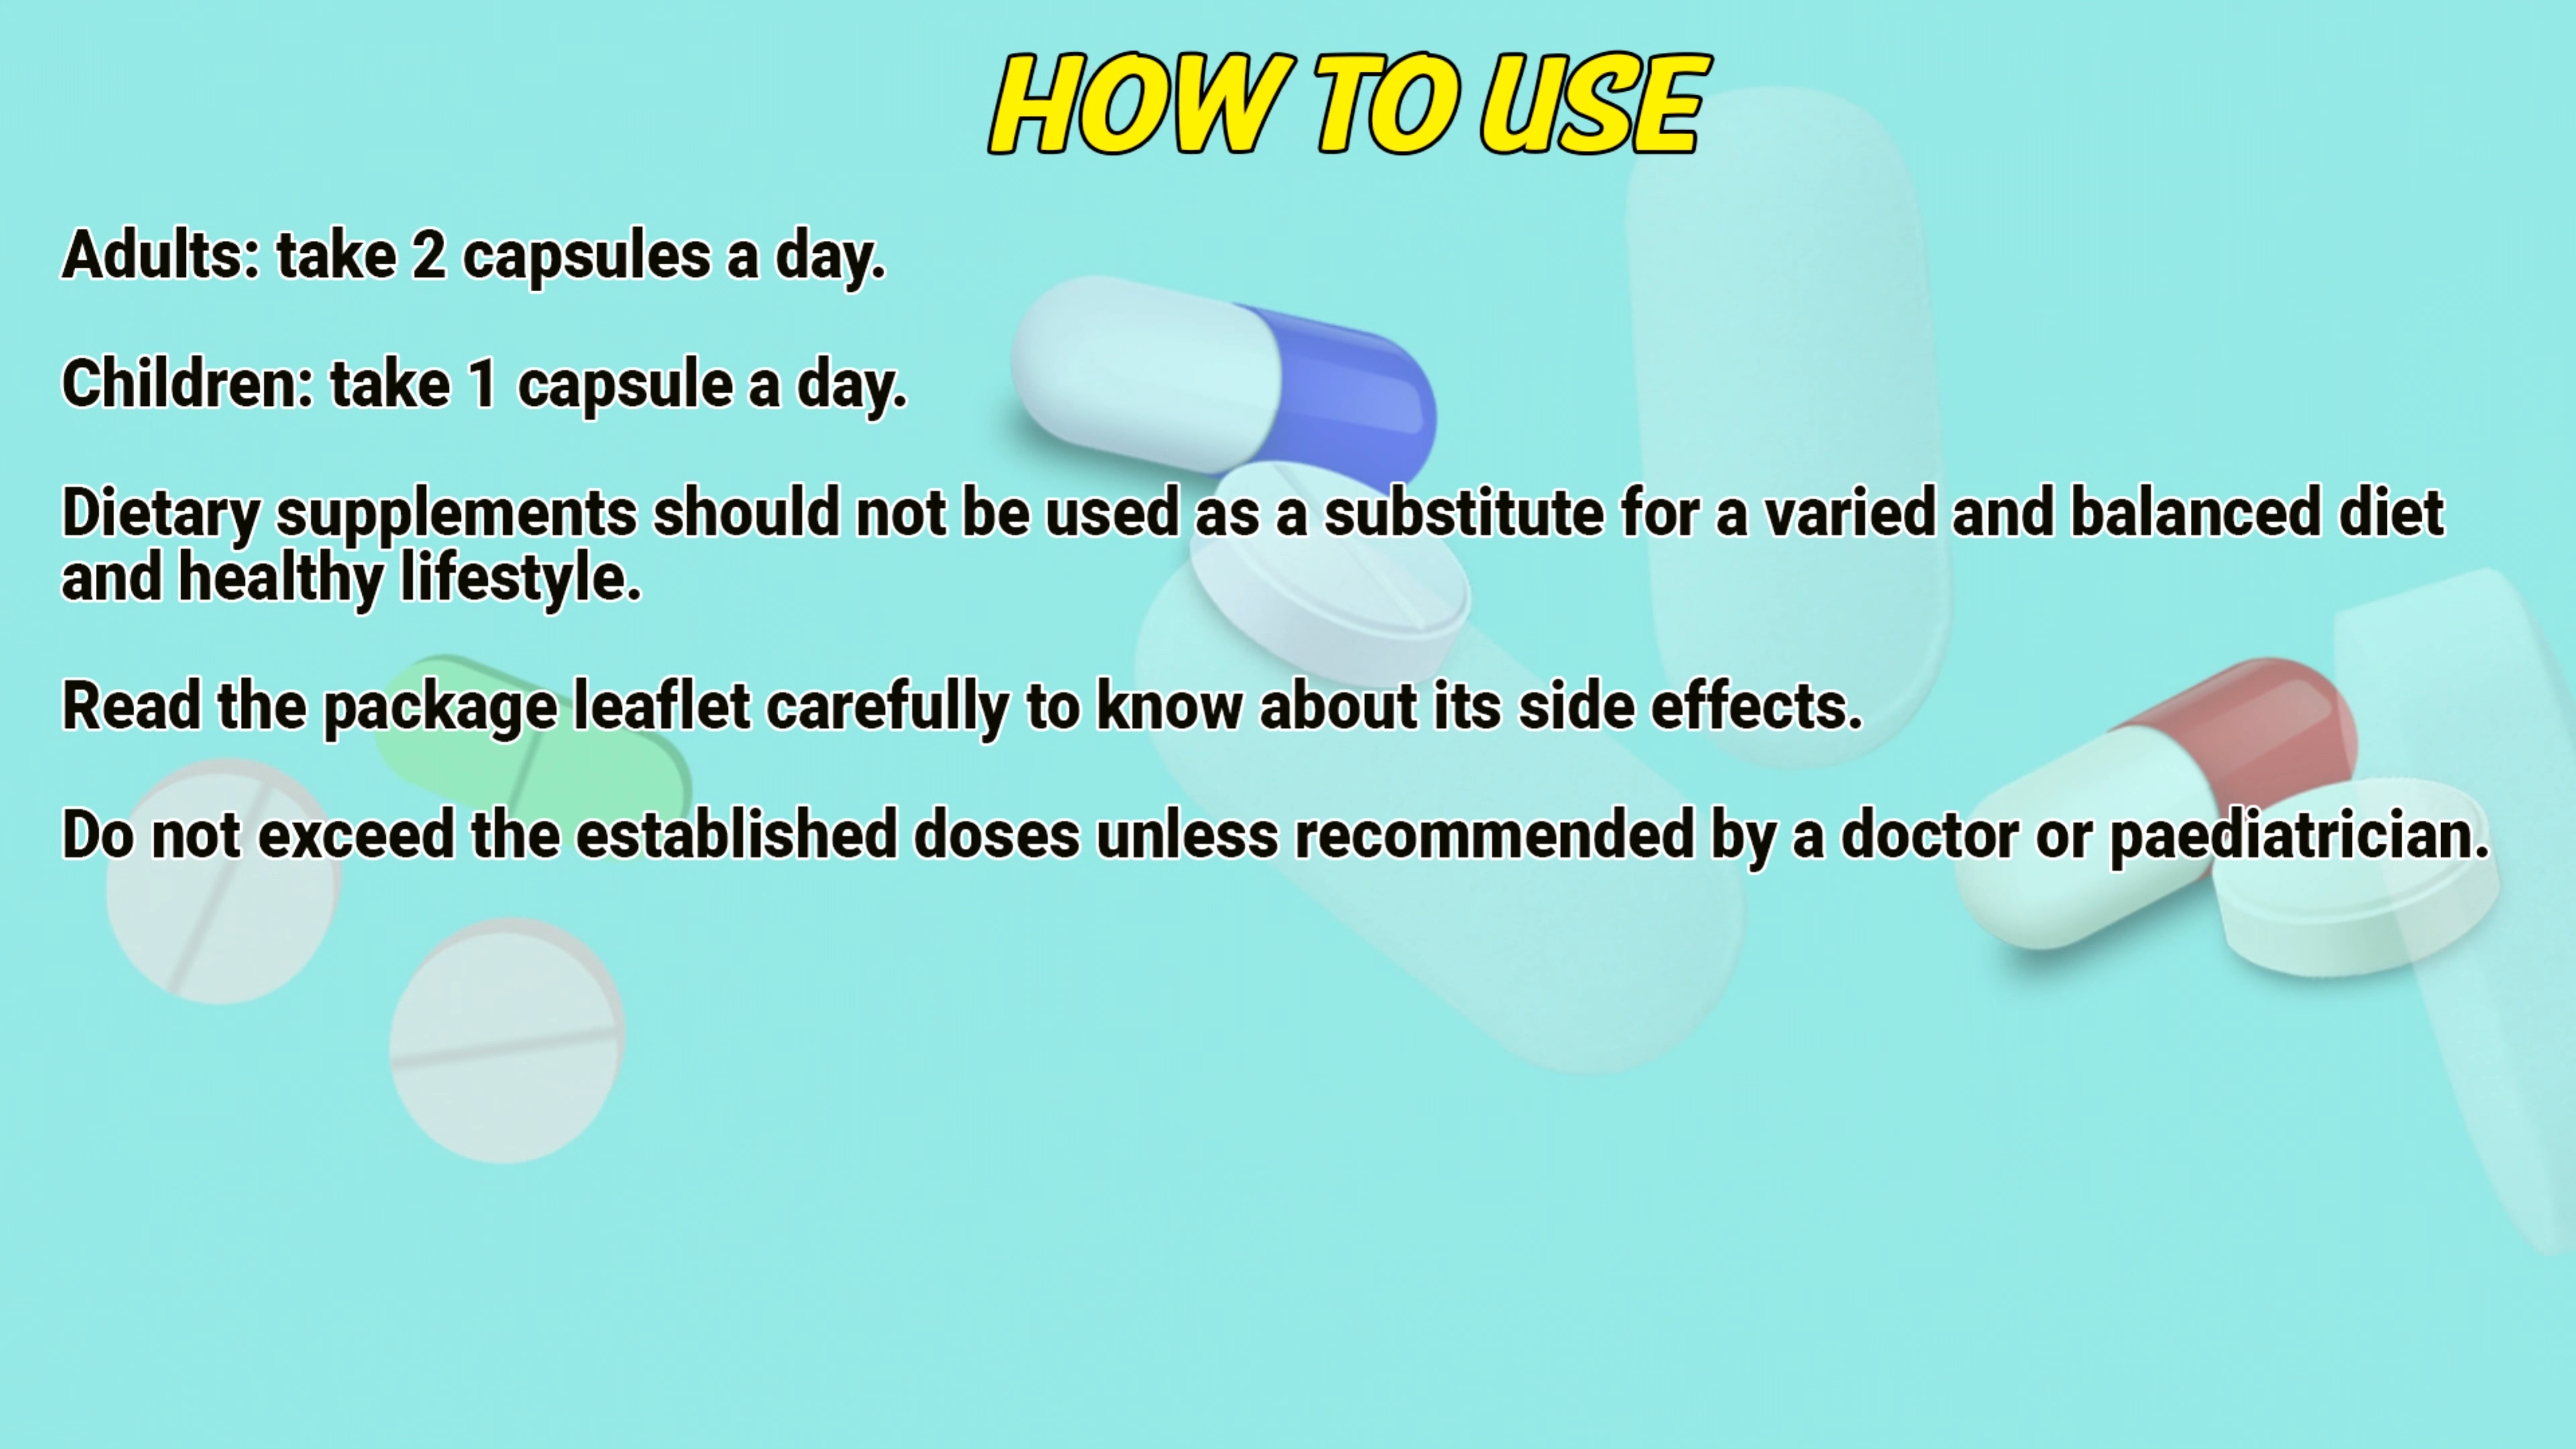 HOW TO USE
Adults: take 2 capsules a day.
Children: take 1 capsule a day.
Dietary supplements should not be used as a substitute for a varied and balanced diet
and healthy lifestyle.
Read the package leaflet carefully to know about its side effects.
Do not exceed the established doses unless recommended by a doctor or paediatrician.